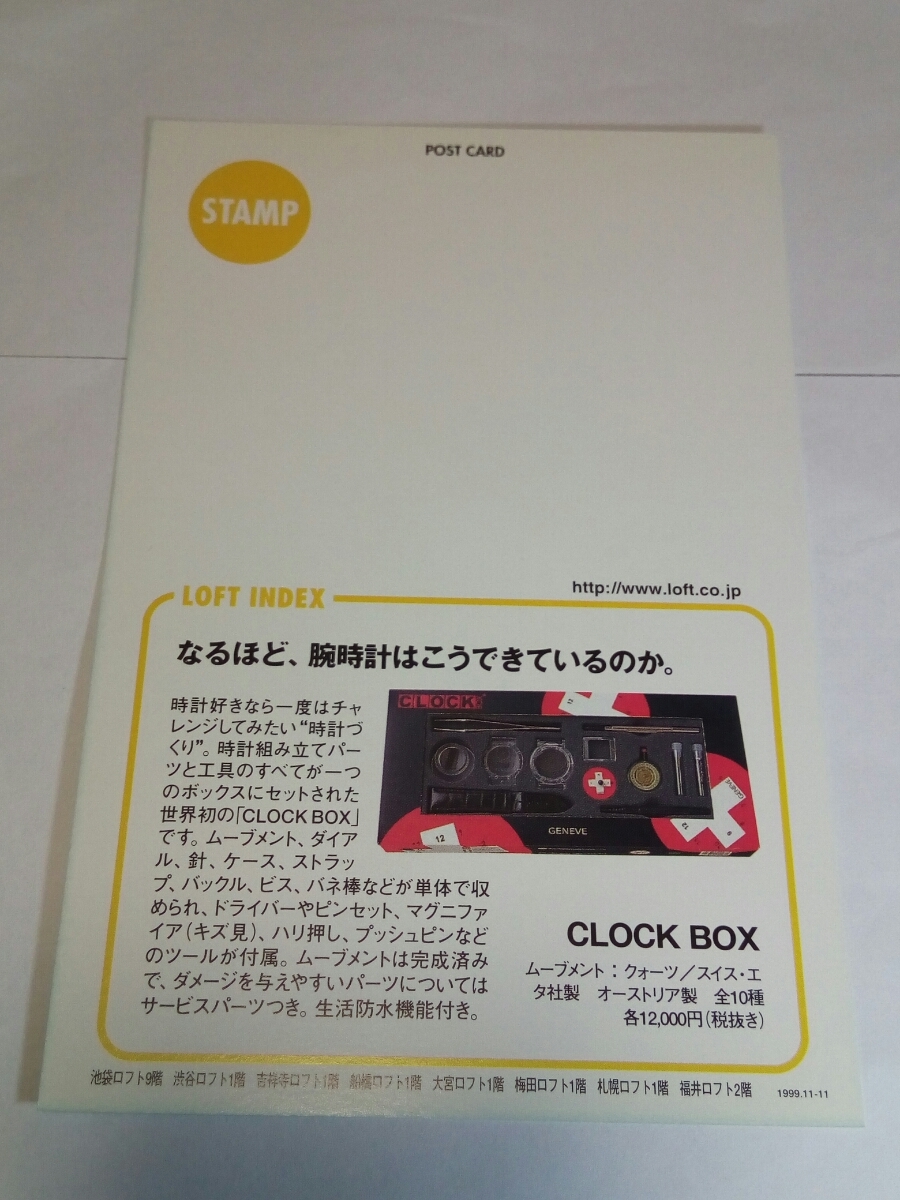 POST CARD
STAMP
LOFT INDEX
http://www.loft.co.jp
なるほど、腕時計はこうできているのか。
時計好きなら一度はチャ
レンジしてみたい“時計づ
くり”。時計組み立てパー
ツと工具のすべてが一つ
のボックスにセットされた
世界初の「CLOCK BOX」
です。ムーブメント、ダイア
ル、針、ケース、ストラッ
プ、バックル、ビス、バネ棒などが単体で収
められ、ドライバーやピンセット、マグニファ
イア（キズ見）、ハリ押し、プッシュピンなど
のツールが付属。ムーブメントは完成済み
で、ダメージを与えやすいパーツについては
サービスパーツつき。生活防水機能付き。
CLOCK
12
GENEVE
12
GENEVE
CLOCK BOX
ムーブメント：クォーツ／スイス・エ
タ社製 オーストリア製 全10種
各12,000円（税抜き）
池袋ロフト9階 渋谷ロフト1階 吉祥寺ロフト1階 船橋ロフト1階 大宮ロフト1階 梅田ロフト1階 札幌ロフト1階 福井ロフト2階
1999.11-11